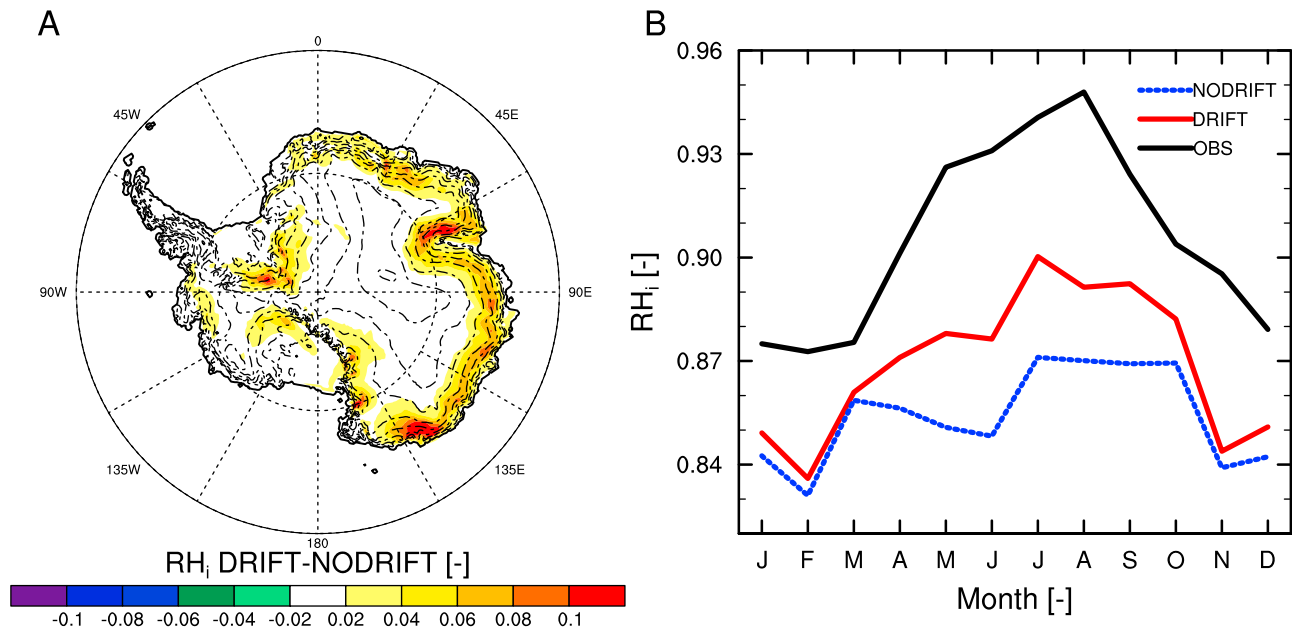 A
0
45W
45E
90W
90E
135W
135E
180
RHi DRIFT-NODRIFT [-]
-0.1 -0.08 -0.06 -0.04 -0.02 0.02 0.04 0.06 0.08 0.1
B
0.96
0.93
0.90
0.87
0.84
RHi [-]
NODRIFT
DRIFT
OBS
J F M A M J J A S O N D
Month [-]